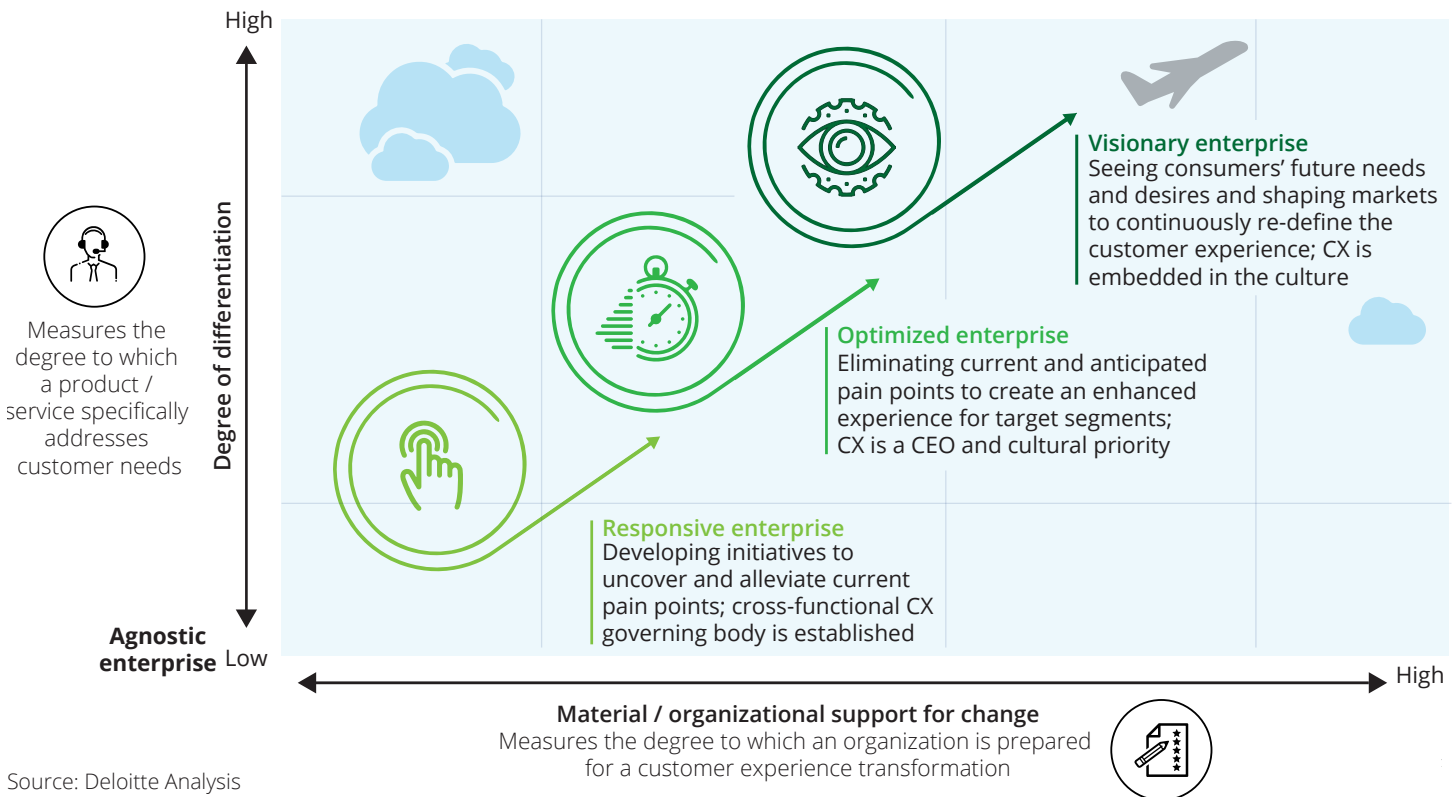 High
Degree of differentiation
Measures the
degree to which
a product /
service specifically
addresses
customer needs
Visionary enterprise
Seeing consumers’ future needs
and desires and shaping markets
to continuously re-define the
customer experience; CX is
embedded in the culture
Optimized enterprise
Eliminating current and anticipated
pain points to create an enhanced
experience for target segments;
CX is a CEO and cultural priority
Responsive enterprise
Developing initiatives to
uncover and alleviate current
pain points; cross-functional CX
governing body is established
Agnostic
enterprise
Low
High
Material / organizational support for change
Measures the degree to which an organization is prepared
for a customer experience transformation
Source: Deloitte Analysis